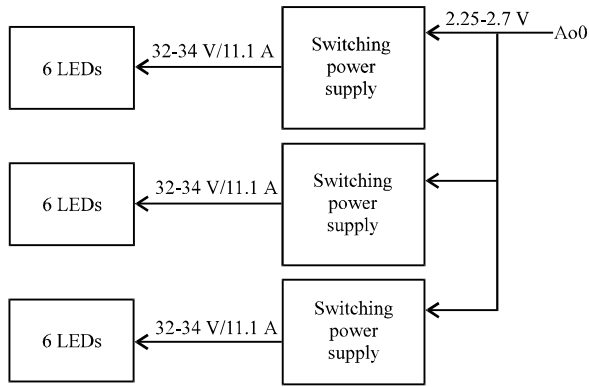 2.25-2.7 V
Ao0
Switching
power
supply
32-34 V/11.1 A
6 LEDs
Switching
power
supply
32-34 V/11.1 A
6 LEDs
Switching
power
supply
32-34 V/11.1 A
6 LEDs